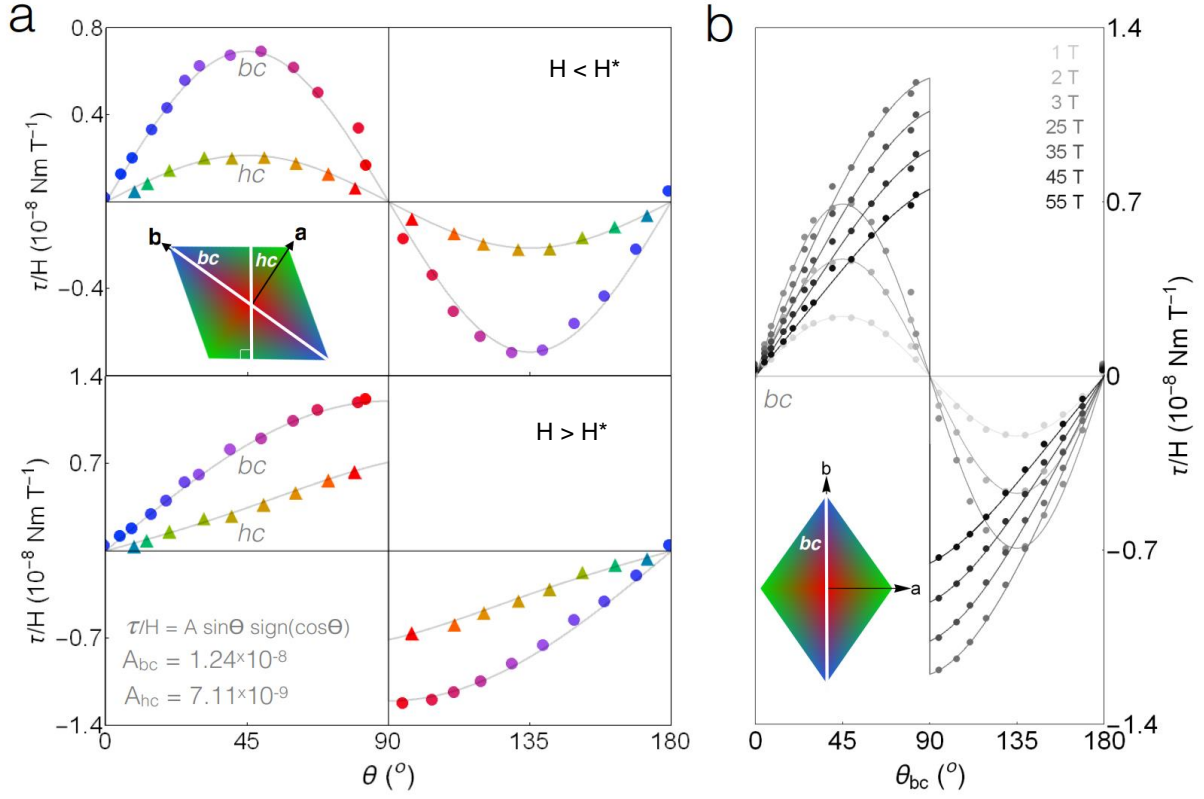 a
0.8
0.4
−0.4
1.4
0.7
−0.7
−1.4
τ/H (10⁻⁸ Nm T⁻¹)
τ/H (10⁻⁸ Nm T⁻¹)
bc
hc
H < H*
b
a
bc
hc
H > H*
bc
hc
τ/H = A sinΘ sign(cosΘ)
A_bc = 1.24×10⁻⁸
A_hc = 7.11×10⁻⁹
0 45 90 135 180
θ (°)
b
1 T
2 T
3 T
25 T
35 T
45 T
55 T
1.4
0.7
0
−0.7
−1.4
τ/H (10⁻⁸ Nm T⁻¹)
bc
b
bc
a
0 45 90 135 180
θ_bc (°)